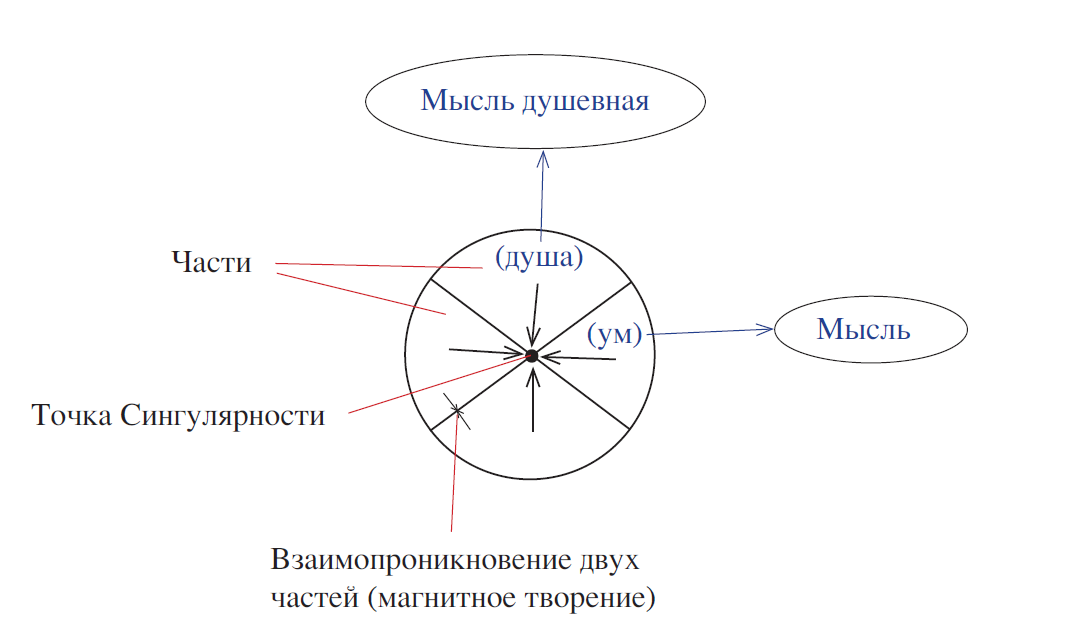 Мысль душевная
(душа)
Части
(ум)
Мысль
Точка Сингулярности
Взаимопроникновение двух
частей (магнитное творение)